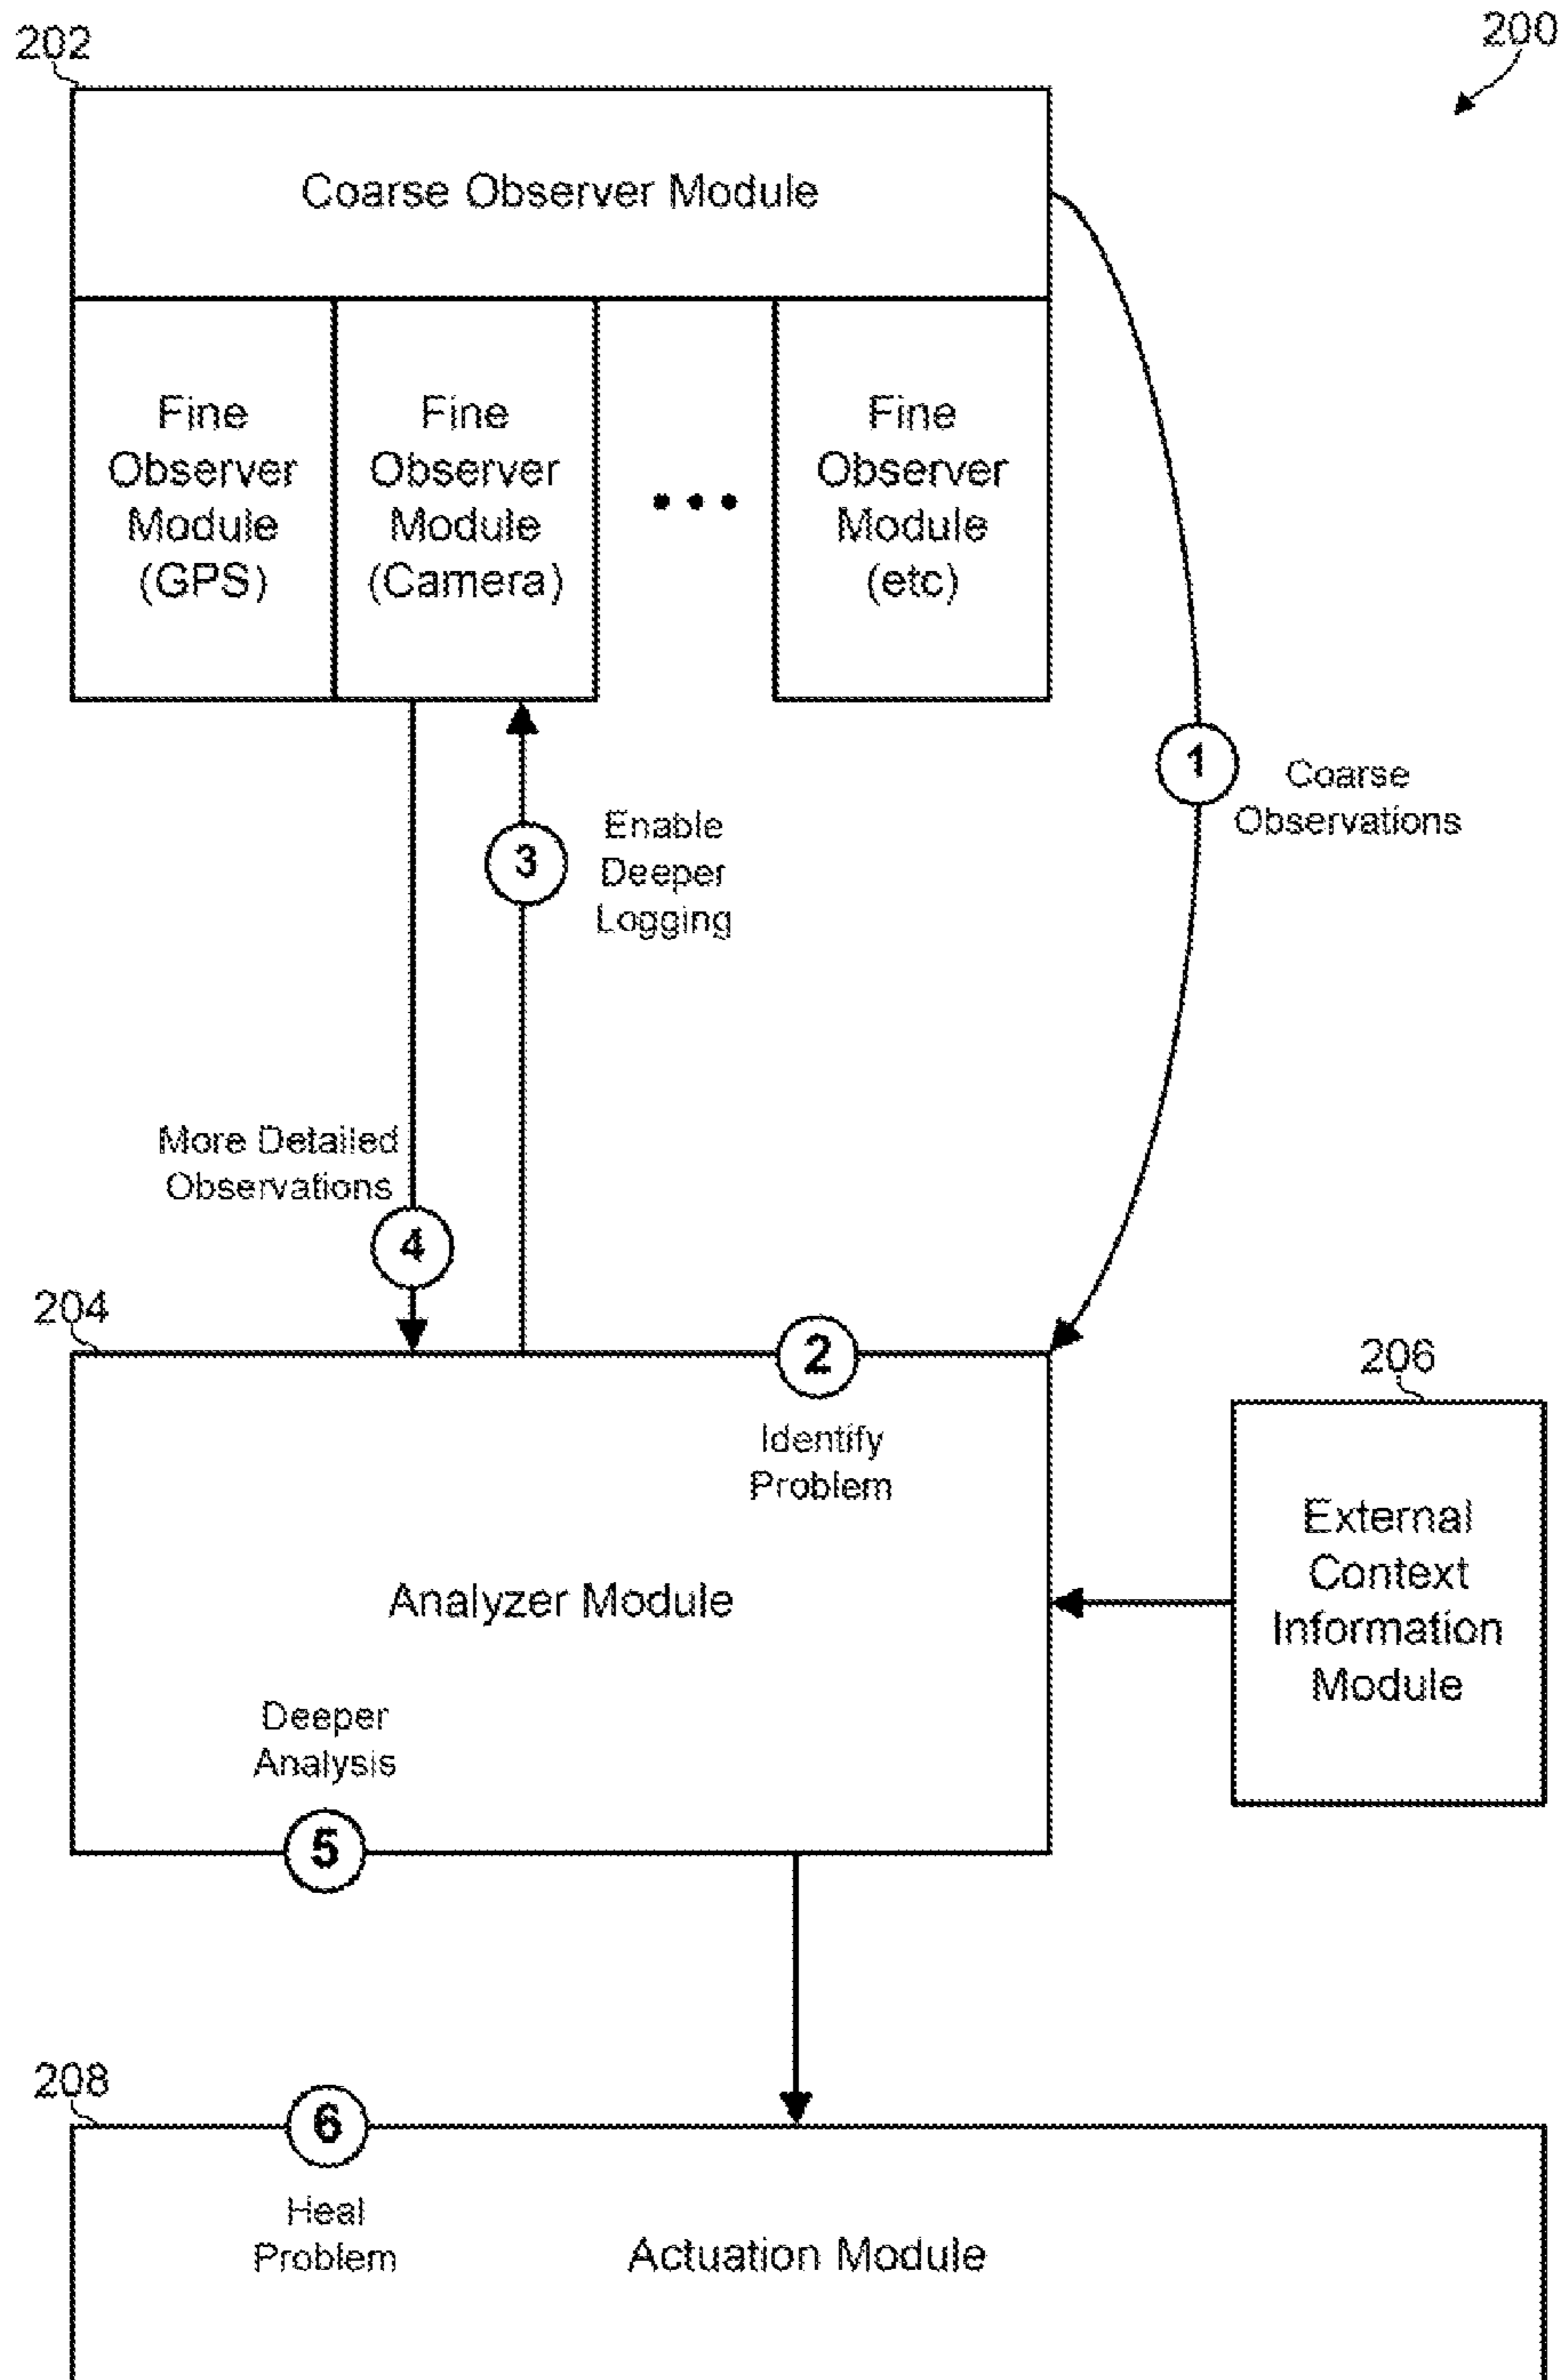 202
200
Coarse Observer Module
Fine
Observer
Module
(GPS)
Fine
Observer
Module
(Camera)
• • •
Fine
Observer
Module
(etc)
1
Coarse
Observations
3
Enable
Deeper
Logging
More Detailed
Observations
4
204
2
Identify
Problem
206
External
Context
Information
Module
Analyzer Module
Deeper
Analysis
5
208
6
Heal
Problem
Actuation Module